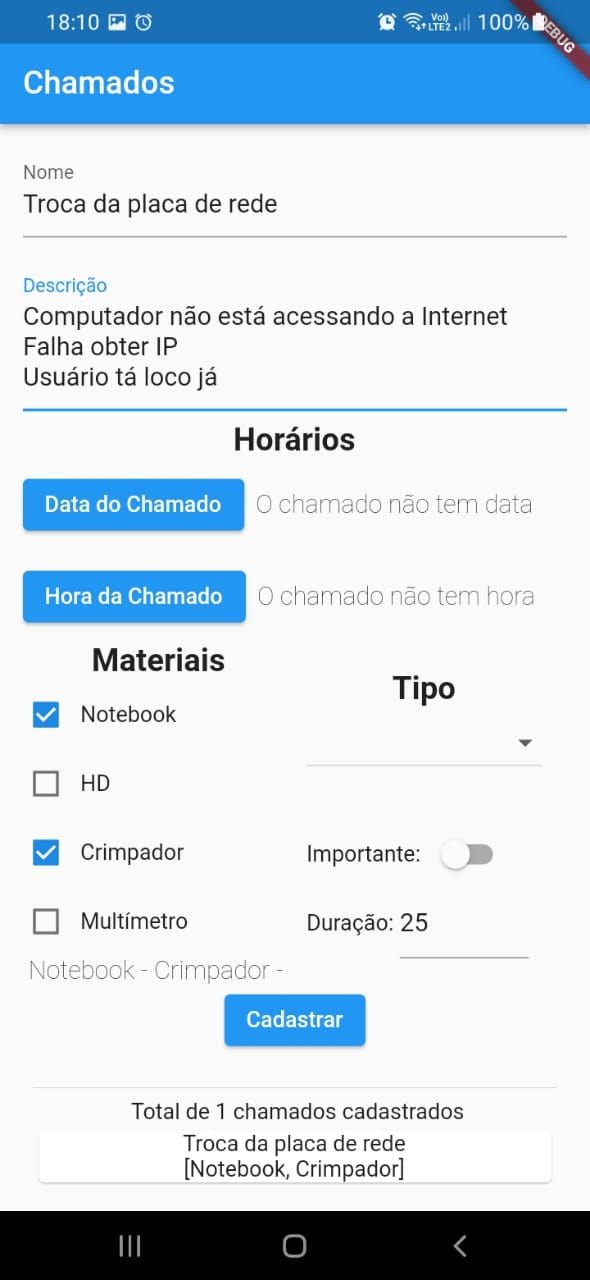 18:10
Vo))
LTE2
100%
DEBUG
Chamados
Nome
Troca da placa de rede
Descrição
Computador não está acessando a Internet
Falha obter IP
Usuário tá loco já
Horários
Data do Chamado
O chamado não tem data
Hora da Chamado
O chamado não tem hora
Materiais
Tipo
Notebook
HD
Crimpador
Importante:
Multímetro
Duração: 25
Notebook - Crimpador -
Cadastrar
Total de 1 chamados cadastrados
Troca da placa de rede
[Notebook, Crimpador]